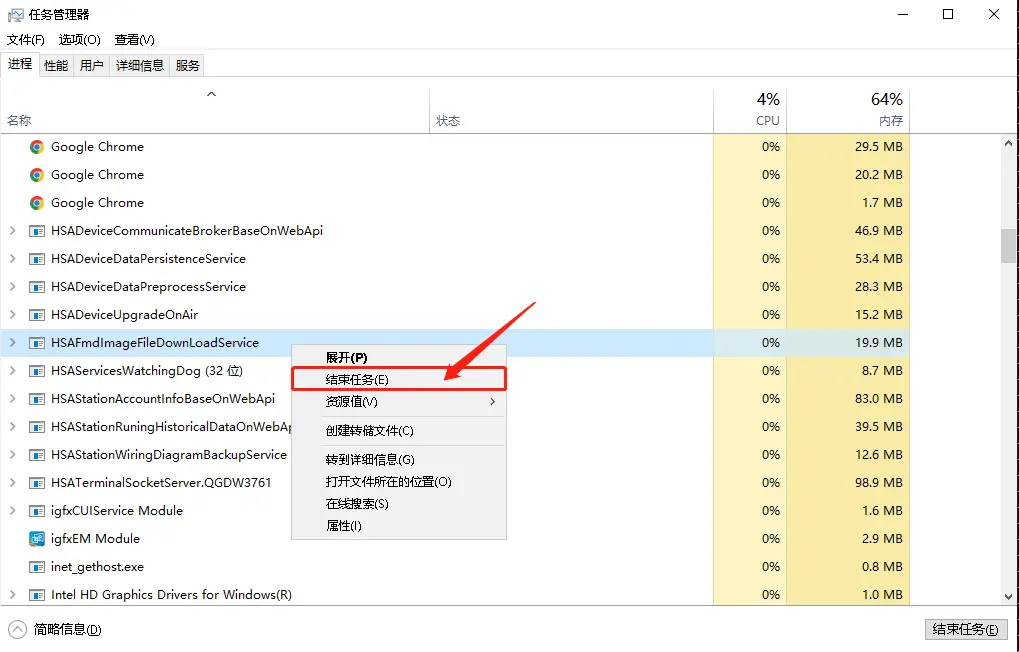 任务管理器
文件(F) 选项(O) 查看(V)
进程 性能 用户 详细信息 服务
4% 64%
名称 状态 CPU 内存
Google Chrome 0% 29.5 MB
Google Chrome 0% 20.2 MB
Google Chrome 0% 1.7 MB
HSADeviceCommunicateBrokerBaseOnWebApi 0% 46.9 MB
HSADeviceDataPersistenceService 0% 53.4 MB
HSADeviceDataPreprocessService 0% 28.3 MB
HSADeviceUpgradeOnAir 0% 15.2 MB
HSAFmdImageFileDownLoadService 0% 19.9 MB
HSAServicesWatchingDog (32 位) 0% 8.7 MB
HSAStationAccountInfoBaseOnWebApi 0% 83.0 MB
HSAStationRuningHistoricalDataOnWebAp 0% 39.5 MB
HSAStationWiringDiagramBackupService 0% 12.6 MB
HSATerminalSocketServer.QGDW3761 0% 98.9 MB
igfxCUIService Module 0% 1.6 MB
igfxEM Module 0% 2.9 MB
inet_gethost.exe 0% 0.8 MB
Intel HD Graphics Drivers for Windows(R) 0% 1.0 MB
展开(P)
结束任务(E)
资源值(V)
创建转储文件(C)
转到详细信息(G)
打开文件所在的位置(O)
在线搜索(S)
属性(I)
简略信息(D) 结束任务(E)